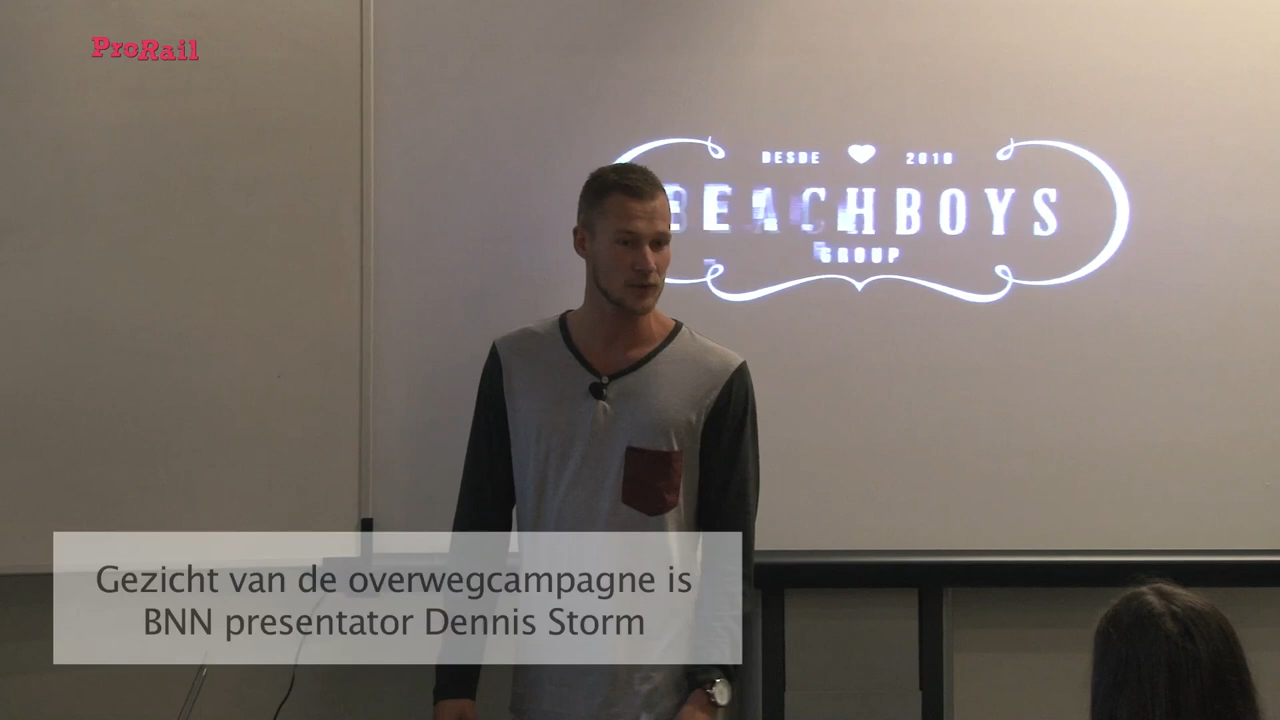 ProRail
DESDE 2010
BEACHBOYS
GROUP
Gezicht van de overwegcampagne is
BNN presentator Dennis Storm